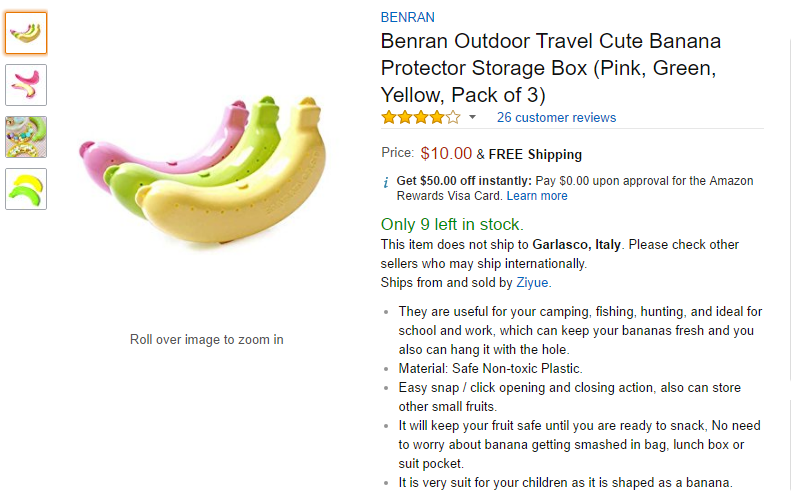 BENRAN
Benran Outdoor Travel Cute Banana
Protector Storage Box (Pink, Green,
Yellow, Pack of 3)
26 customer reviews
Price: $10.00 & FREE Shipping
i Get $50.00 off instantly: Pay $0.00 upon approval for the Amazon
Rewards Visa Card. Learn more
Only 9 left in stock.
This item does not ship to Garlasco, Italy. Please check other
sellers who may ship internationally.
Ships from and sold by Ziyue.
• They are useful for your camping, fishing, hunting, and ideal for
school and work, which can keep your bananas fresh and you
also can hang it with the hole.
• Material: Safe Non-toxic Plastic.
• Easy snap / click opening and closing action, also can store
other small fruits.
• It will keep your fruit safe until you are ready to snack, No need
to worry about banana getting smashed in bag, lunch box or
suit pocket.
• It is very suit for your children as it is shaped as a banana.
Roll over image to zoom in